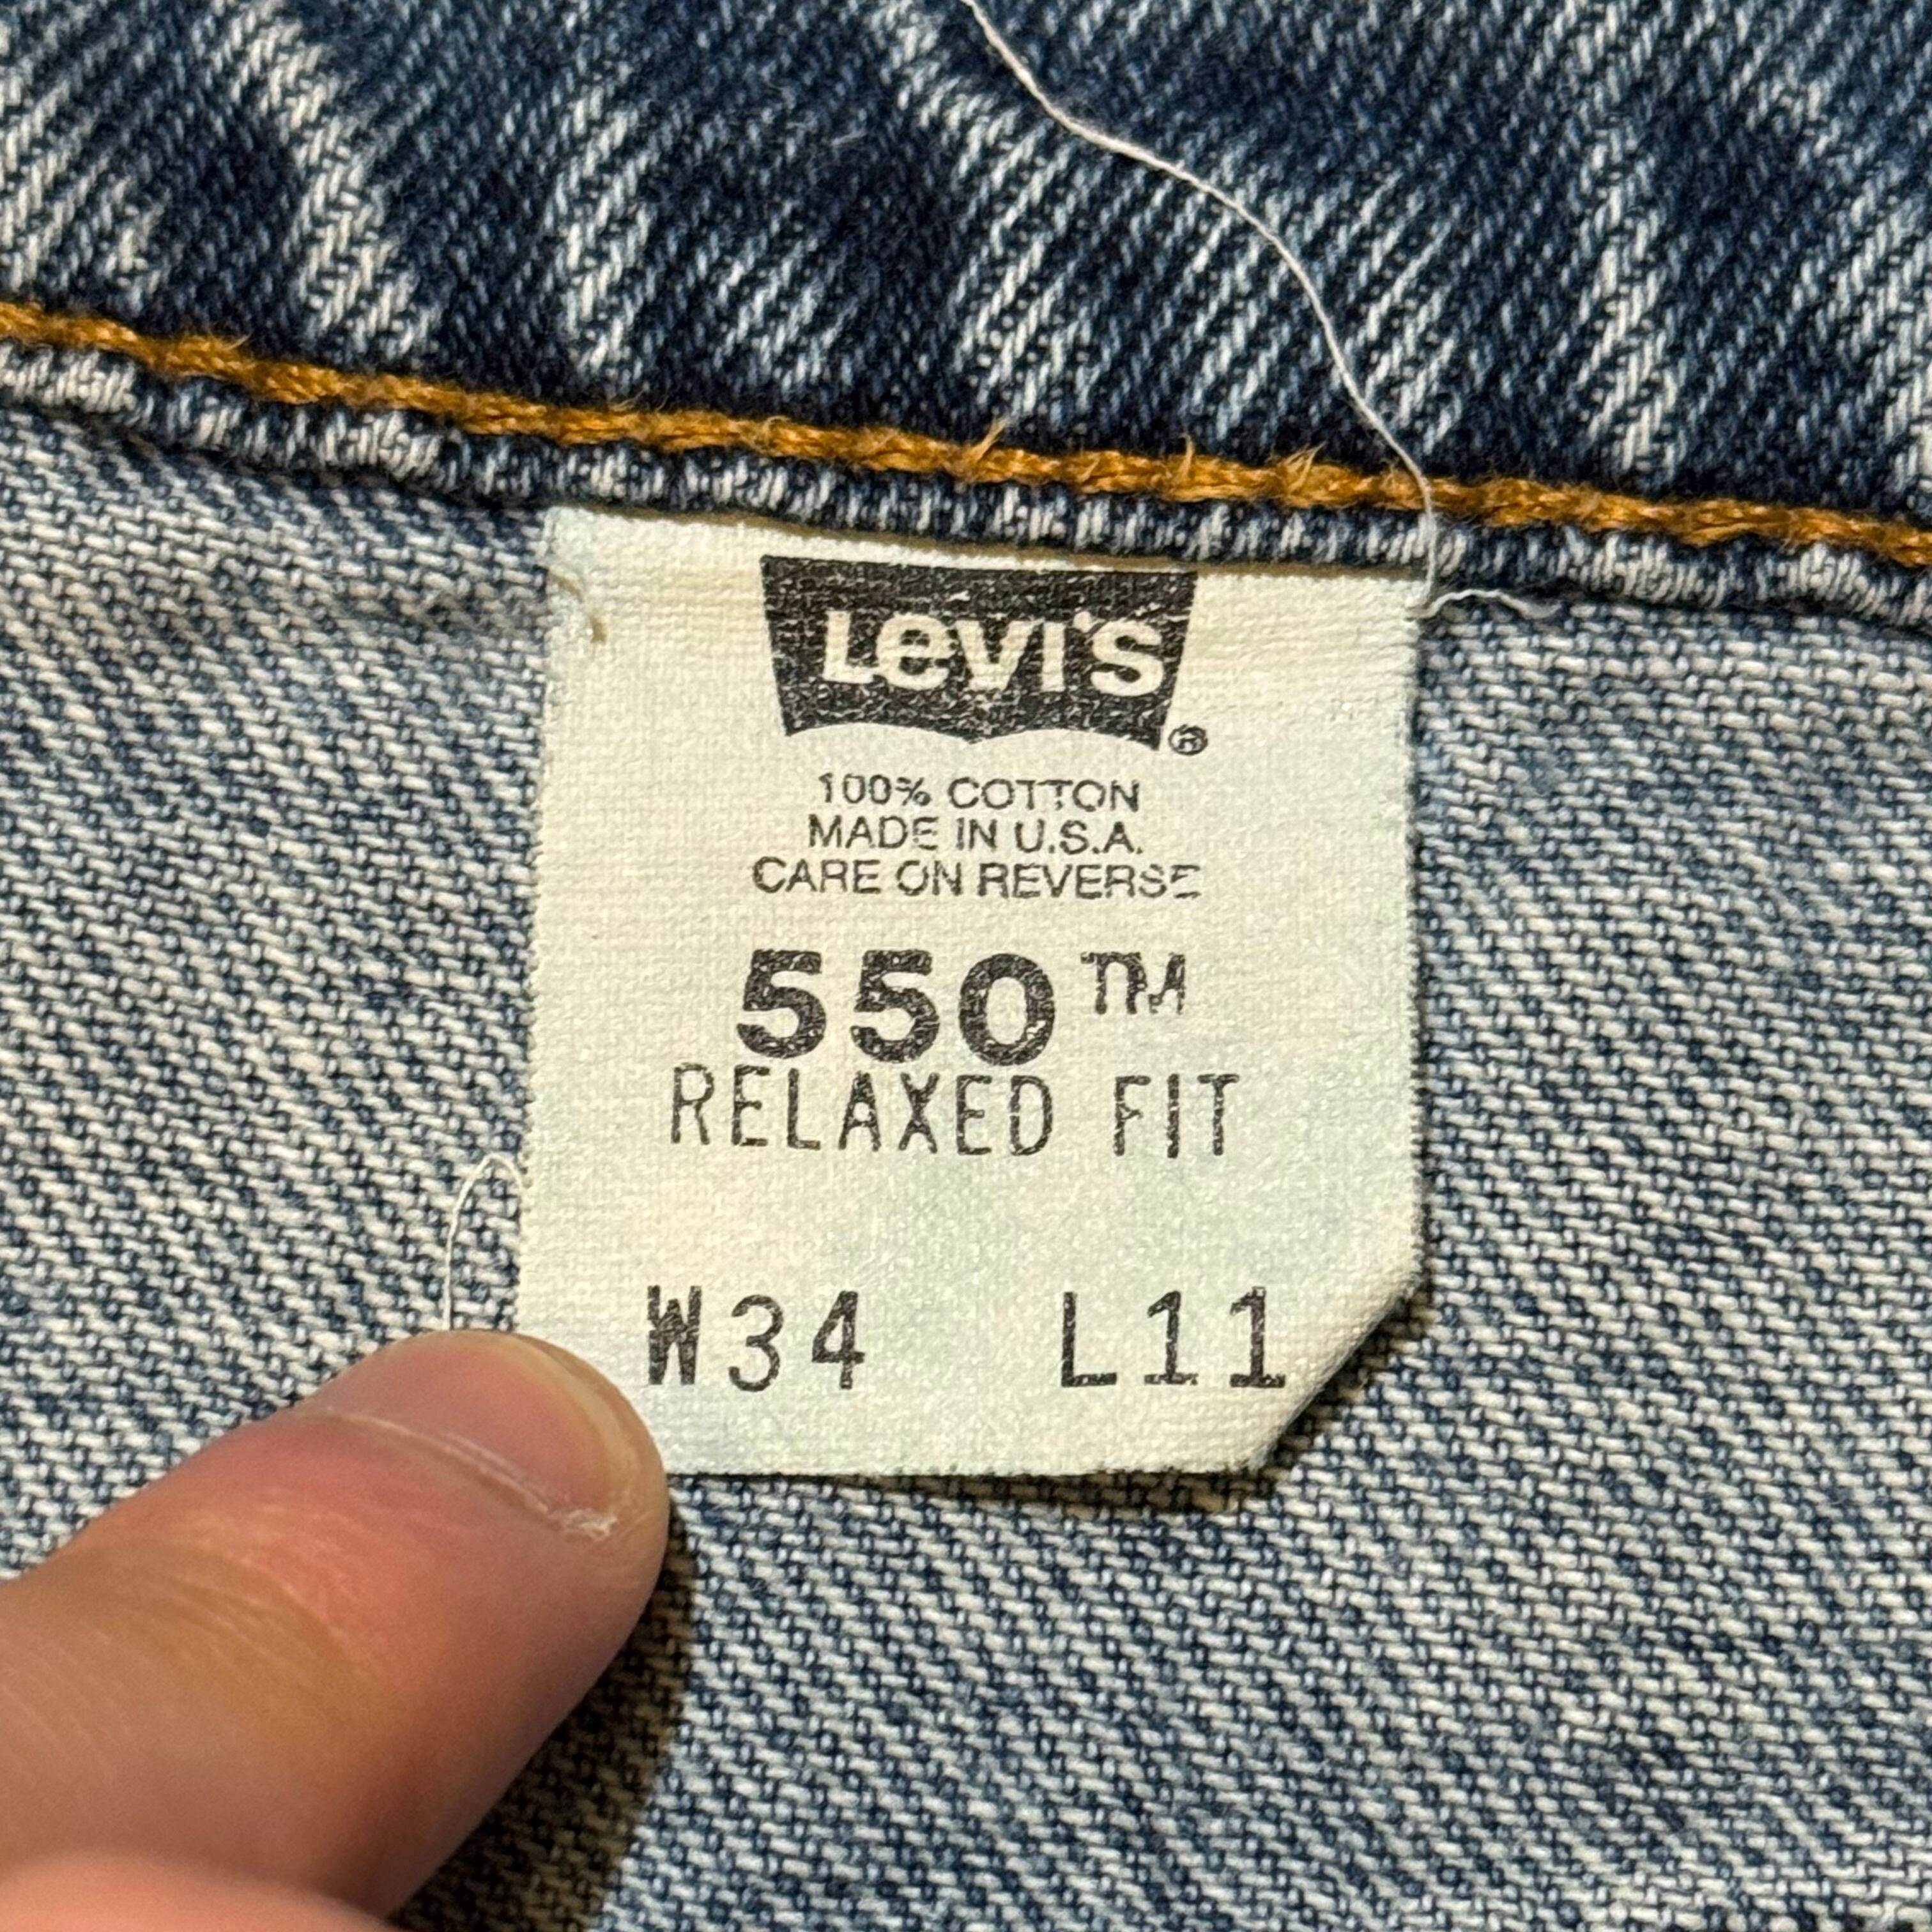 Levi's ®
100% COTTON
MADE IN U.S.A.
CARE ON REVERSE
550™
RELAXED FIT
W34 L11